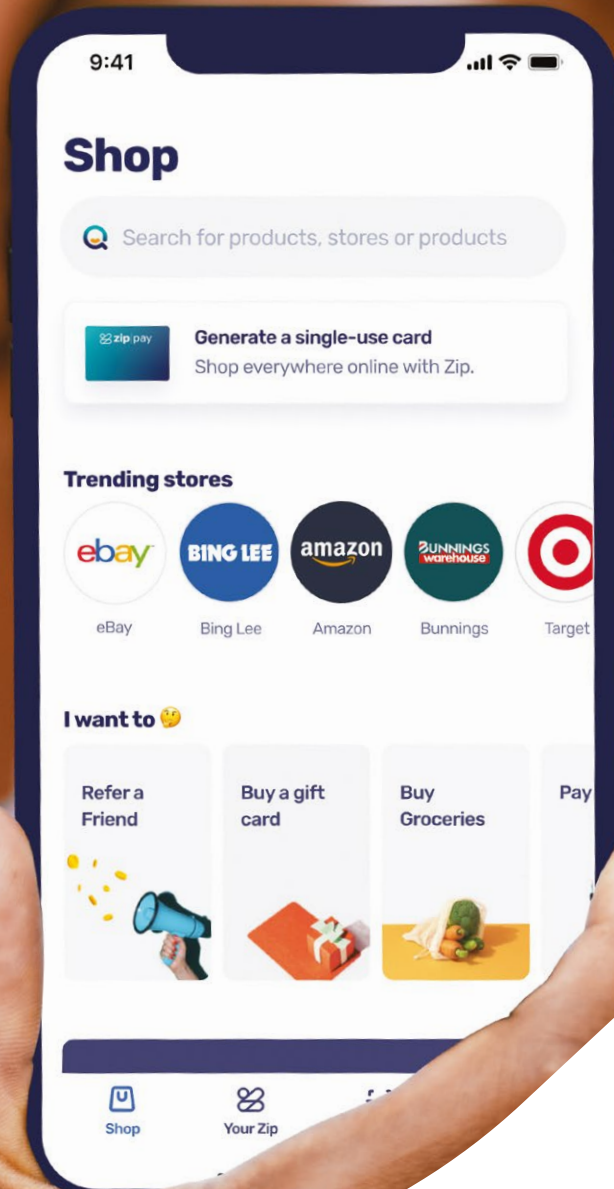 9:41
Shop
Search for products, stores or products
zip pay
Generate a single-use card
Shop everywhere online with Zip.
Trending stores
ebay
BING LEE
amazon
BUNNINGS
warehouse
eBay
Bing Lee
Amazon
Bunnings
Target
I want to 🤔
Refer a
Friend
Buy a gift
card
Buy
Groceries
Pay
Shop
Your Zip